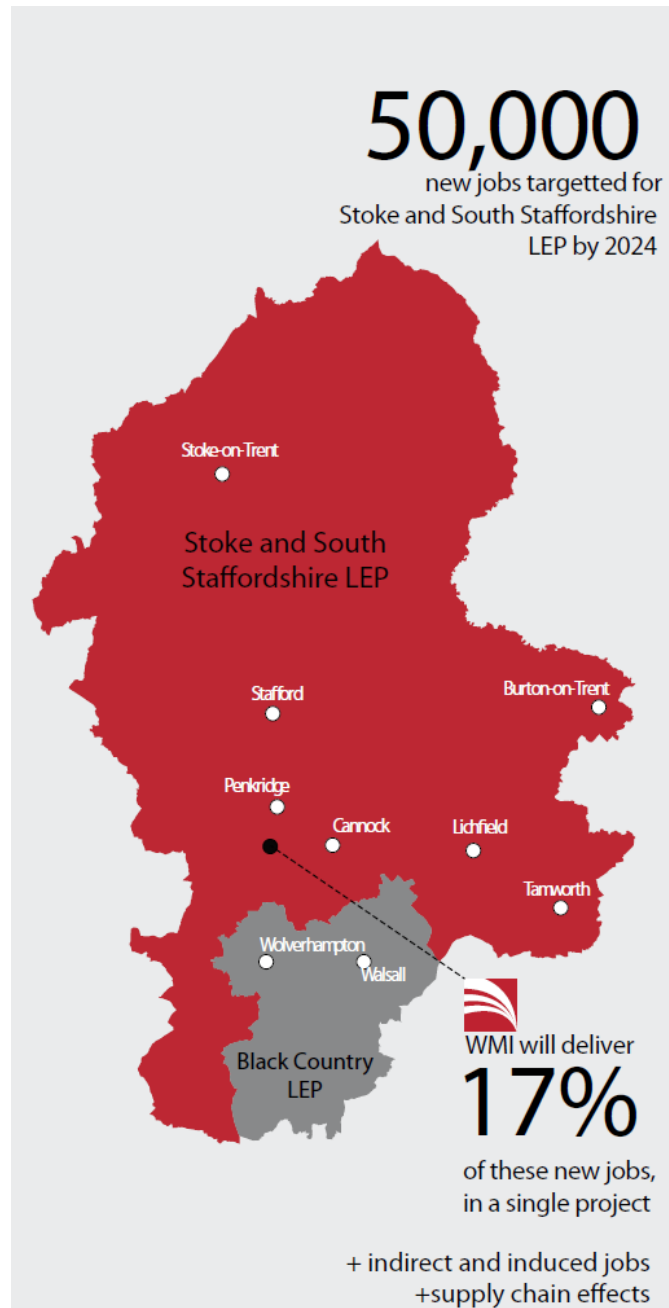 50,000
new jobs targetted for
Stoke and South Staffordshire
LEP by 2024
Stoke-on-Trent
Stoke and South
Staffordshire LEP
Stafford
Burton-on-Trent
Penkridge
Cannock
Lichfield
Tamworth
Wolverhampton
Walsall
Black Country
LEP
WMI will deliver
17%
of these new jobs,
in a single project
+ indirect and induced jobs
+supply chain effects